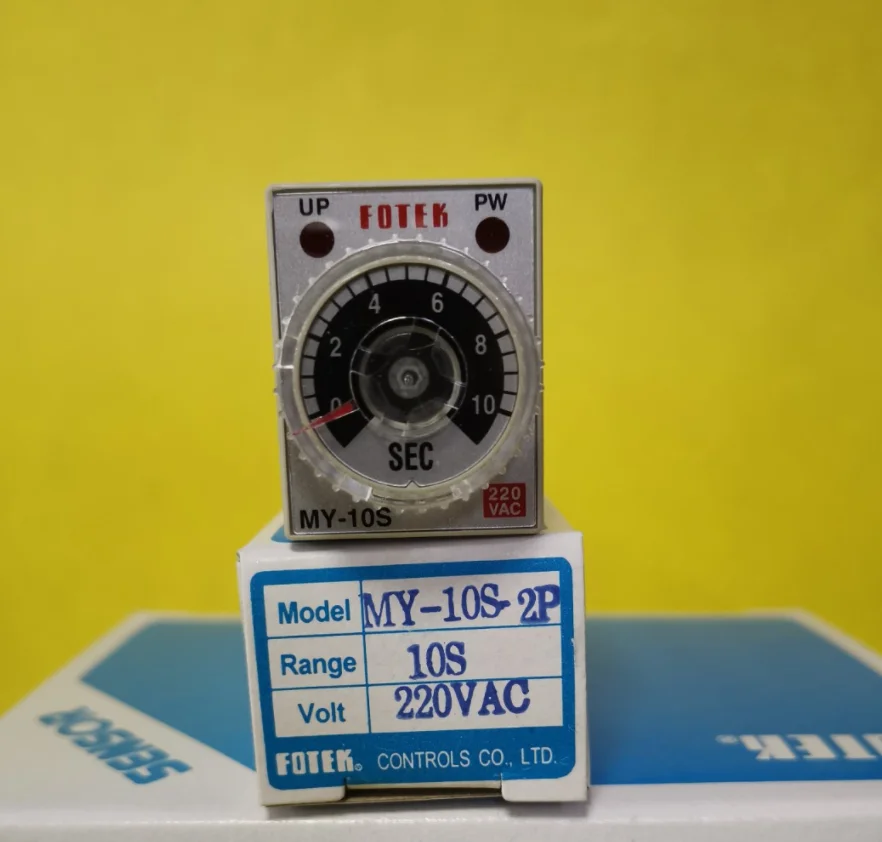 UP FOTEK PW
4 6
2 8
0 10
SEC
220
VAC
MY-10S
Model MY-10S-2P
Range 10S
Volt 220VAC
FOTEK® CONTROLS CO., LTD.
SENSOR
OTEK®